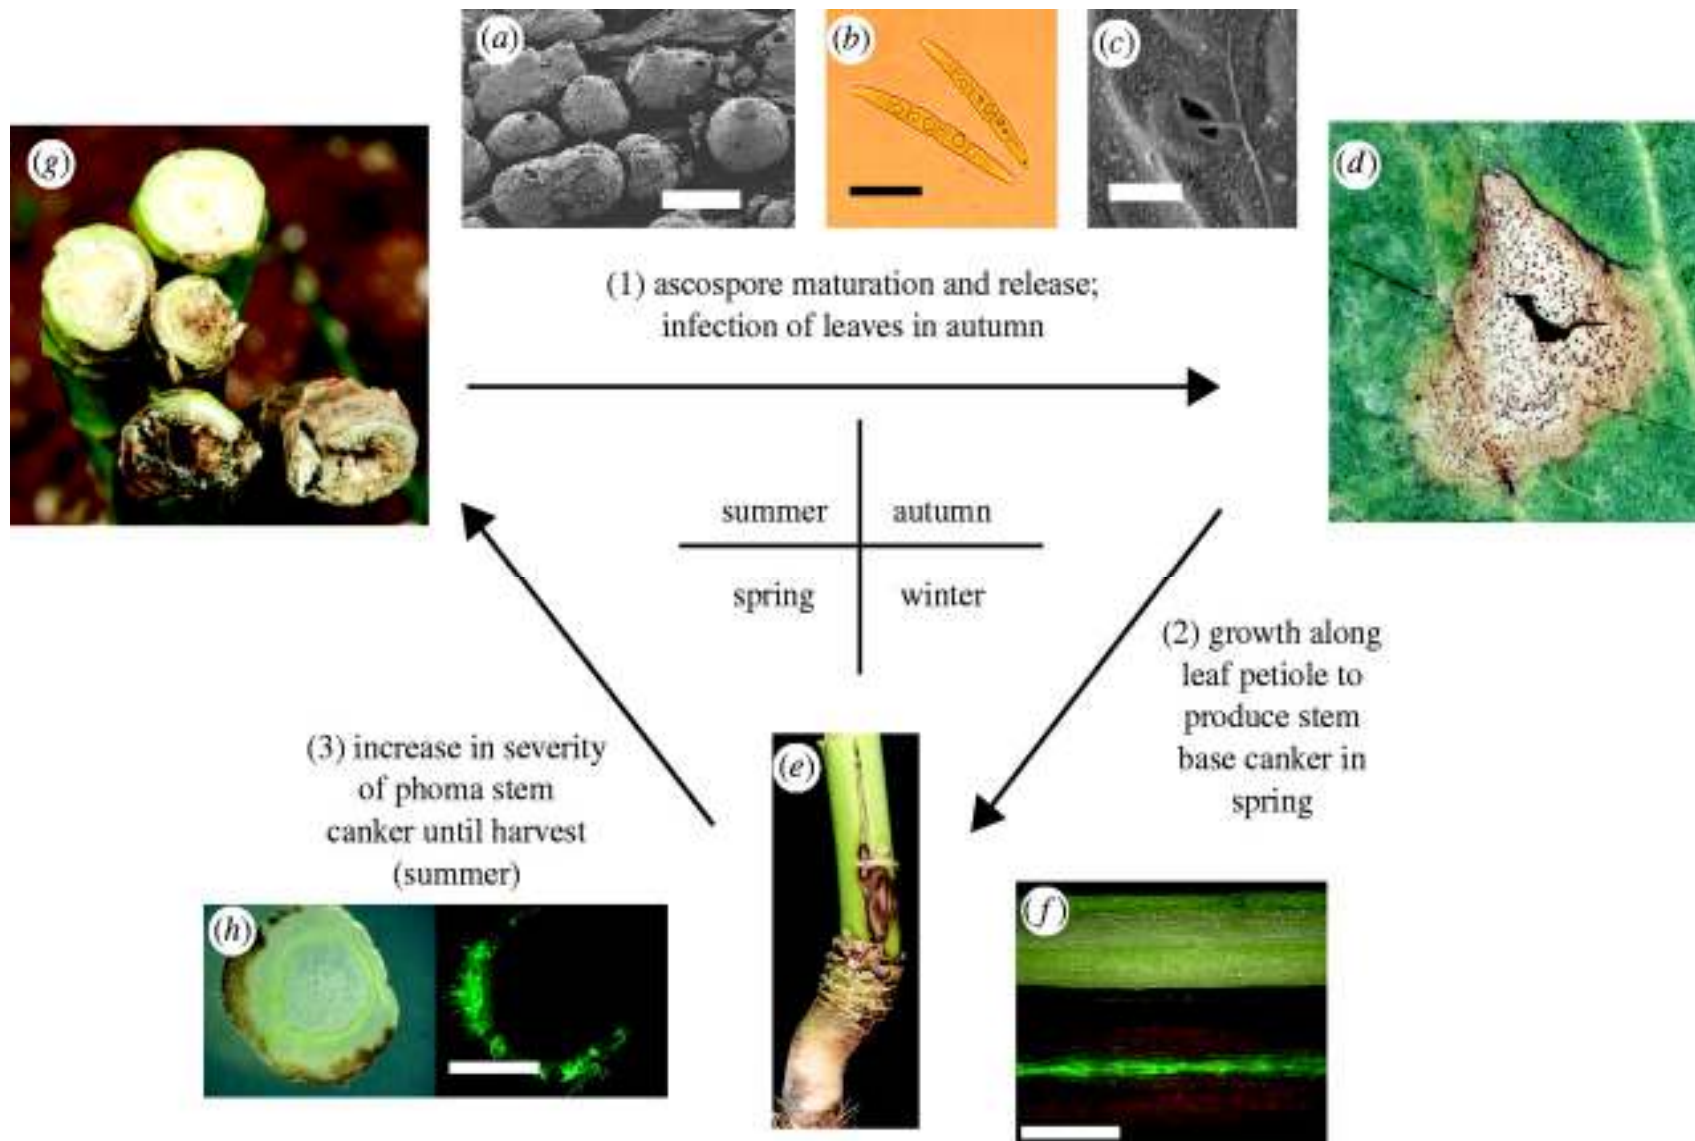 (a)
(b)
(c)
(g)
(d)
(1) ascospore maturation and release;
infection of leaves in autumn
summer
autumn
spring
winter
(2) growth along
leaf petiole to
produce stem
base canker in
spring
(3) increase in severity
of phoma stem
canker until harvest
(summer)
(e)
(f)
(h)